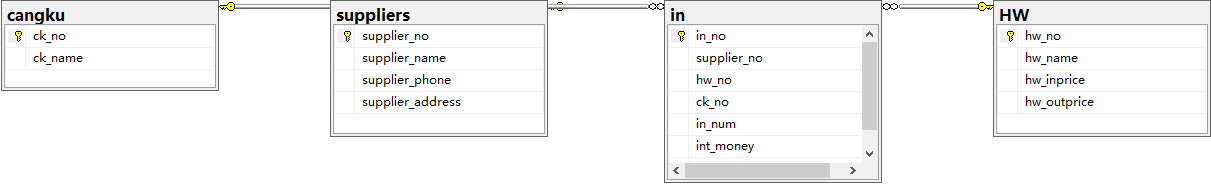 cangku
ck_no
ck_name
suppliers
supplier_no
supplier_name
supplier_phone
supplier_address
in
in_no
supplier_no
hw_no
ck_no
in_num
int_money
HW
hw_no
hw_name
hw_inprice
hw_outprice